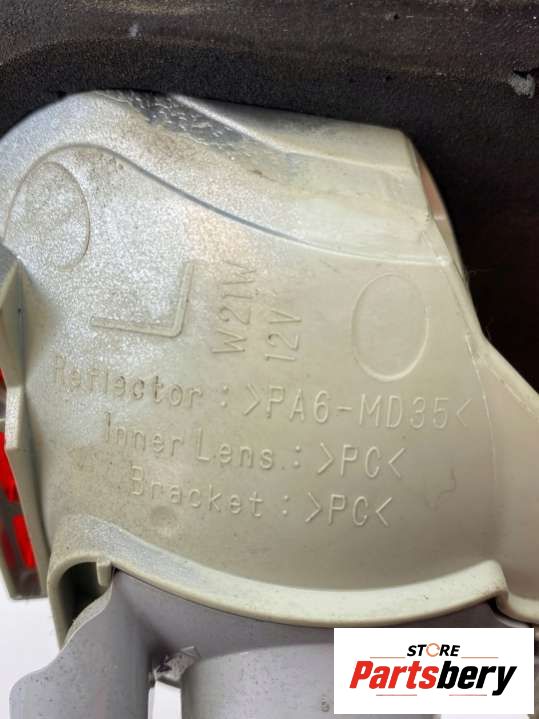 L
W21W
12V
Reflector : >PA6-MD35<
Inner Lens : >PC<
Bracket : >PC<
STORE
Partsbery